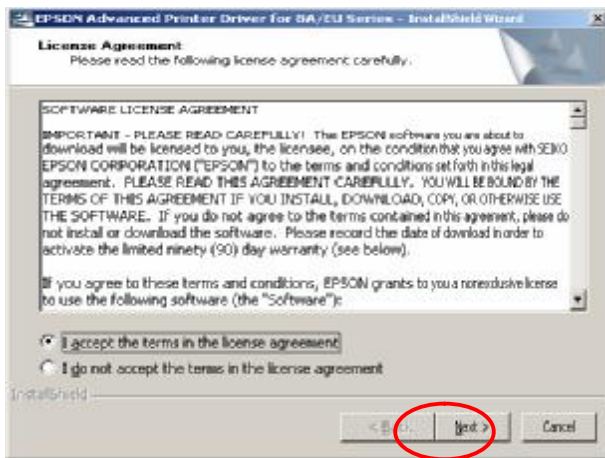 EPSON Advanced Printer Driver for SA/EU Series - InstallShield Wizard
License Agreement
Please read the following license agreement carefully.
SOFTWARE LICENSE AGREEMENT
IMPORTANT - PLEASE READ CAREFULLY! The EPSON software you are about to
download will be licensed to you, the licensee, on the condition that you agree with SEIKO
EPSON CORPORATION ("EPSON") to the terms and conditions set forth in this legal
agreement. PLEASE READ THIS AGREEMENT CAREFULLY. YOU WILL BE BOUND BY THE
TERMS OF THIS AGREEMENT IF YOU INSTALL, DOWNLOAD, COPY, OR OTHERWISE USE
THE SOFTWARE. If you do not agree to the terms contained in this agreement, please do
not install or download the software. Please record the date of download in order to
activate the limited ninety (90) day warranty (see below).
If you agree to these terms and conditions, EPSON grants to you a nonexclusive license
to use the following software (the "Software"):
I accept the terms in the license agreement
I do not accept the terms in the license agreement
InstallShield
< Back Next > Cancel